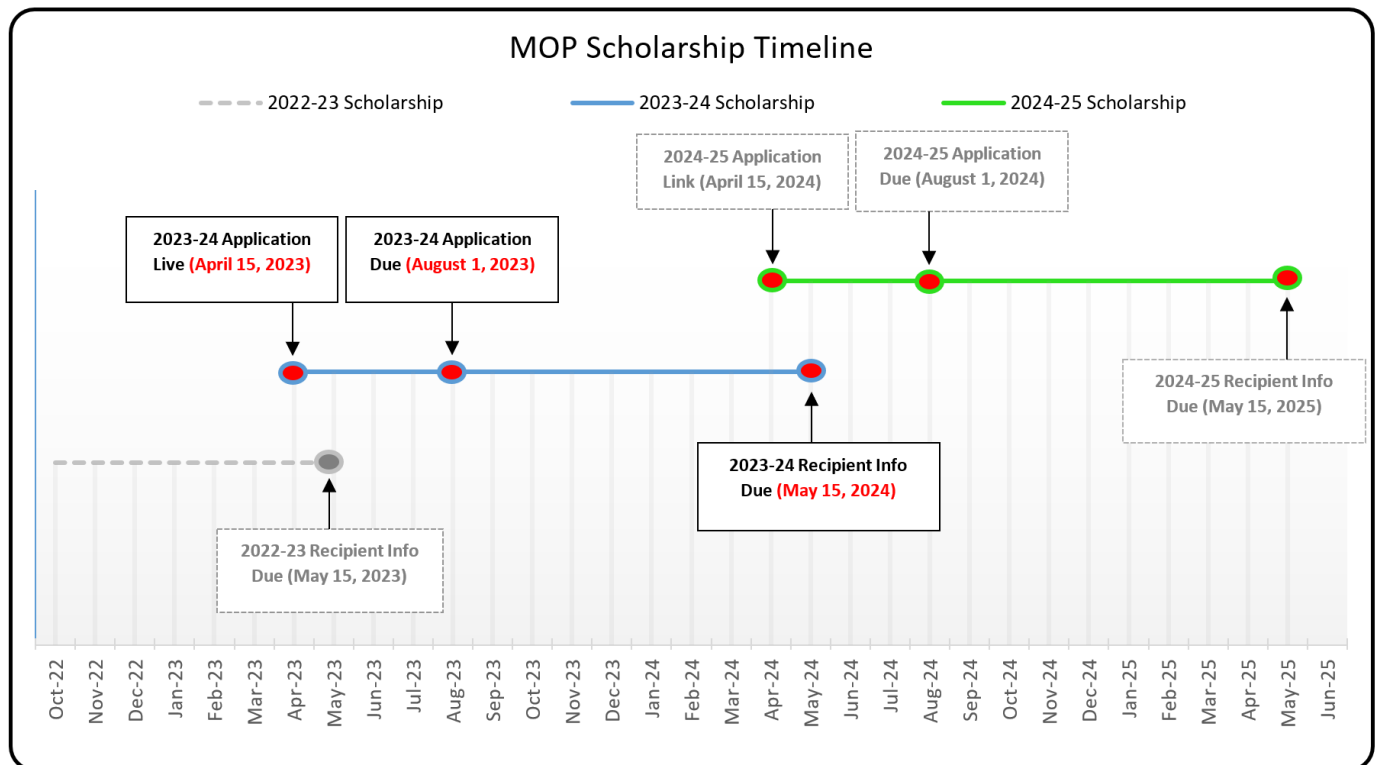 MOP Scholarship Timeline
2022-23 Scholarship
2023-24 Scholarship
2024-25 Scholarship
2024-25 Application
Link (April 15, 2024)
2024-25 Application
Due (August 1, 2024)
2023-24 Application
Live (April 15, 2023)
2023-24 Application
Due (August 1, 2023)
2024-25 Recipient Info
Due (May 15, 2025)
2023-24 Recipient Info
Due (May 15, 2024)
2022-23 Recipient Info
Due (May 15, 2023)
Oct-22
Nov-22
Dec-22
Jan-23
Feb-23
Mar-23
Apr-23
May-23
Jun-23
Jul-23
Aug-23
Sep-23
Oct-23
Nov-23
Dec-23
Jan-24
Feb-24
Mar-24
Apr-24
May-24
Jun-24
Jul-24
Aug-24
Sep-24
Oct-24
Nov-24
Dec-24
Jan-25
Feb-25
Mar-25
Apr-25
May-25
Jun-25